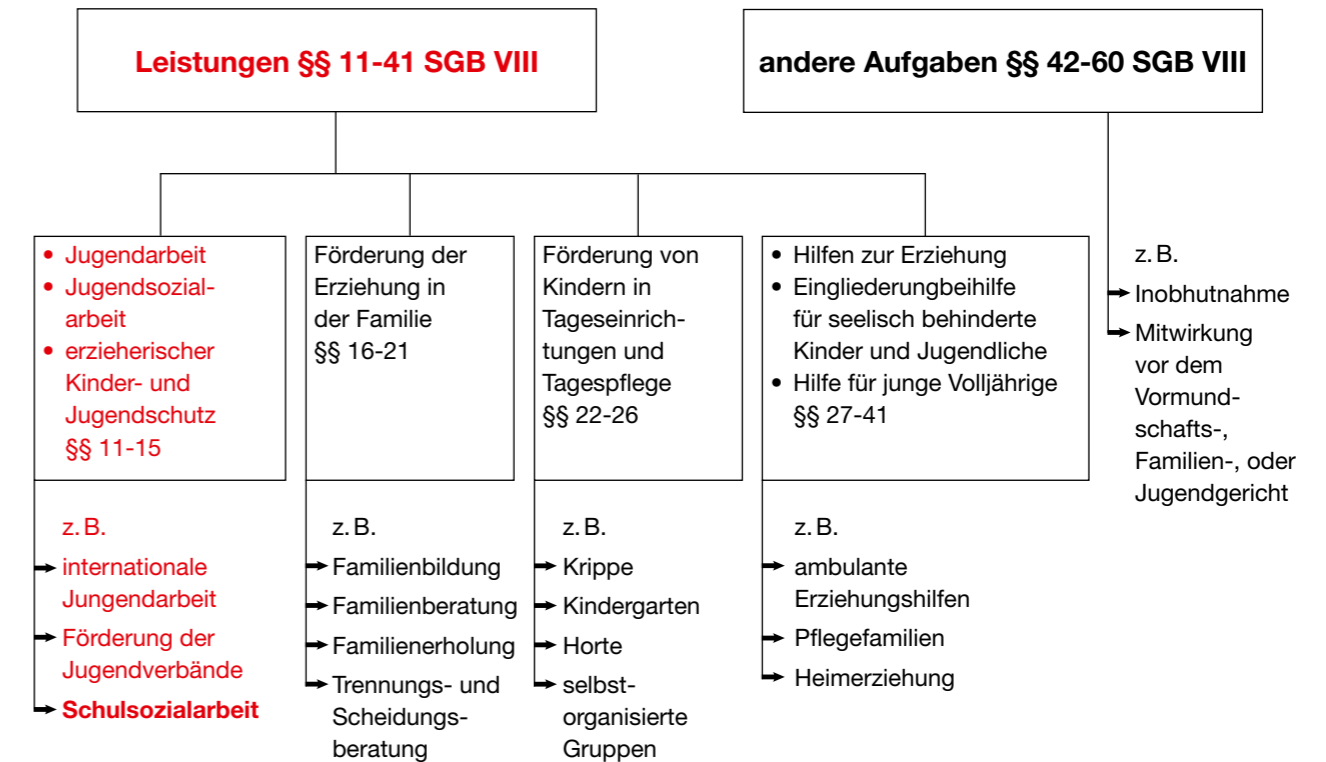 Leistungen §§ 11-41 SGB VIII
andere Aufgaben §§ 42-60 SGB VIII
• Jugendarbeit
• Jugendsozial-
arbeit
• erzieherischer
Kinder- und
Jugendschutz
§§ 11-15
z. B.
internationale
Jungendarbeit
Förderung der
Jugendverbände
Schulsozialarbeit
Förderung der
Erziehung in
der Familie
§§ 16-21
z. B.
Familienbildung
Familienberatung
Familienerholung
Trennungs- und
Scheidungs-
beratung
Förderung von
Kindern in
Tageseinrich-
tungen und
Tagespflege
§§ 22-26
z. B.
Krippe
Kindergarten
Horte
selbst-
organisierte
Gruppen
• Hilfen zur Erziehung
• Eingliederungbeihilfe
für seelisch behinderte
Kinder und Jugendliche
• Hilfe für junge Volljährige
§§ 27-41
z. B.
ambulante
Erziehungshilfen
Pflegefamilien
Heimerziehung
z. B.
Inobhutnahme
Mitwirkung
vor dem
Vormund-
schafts-,
Familien-, oder
Jugendgericht